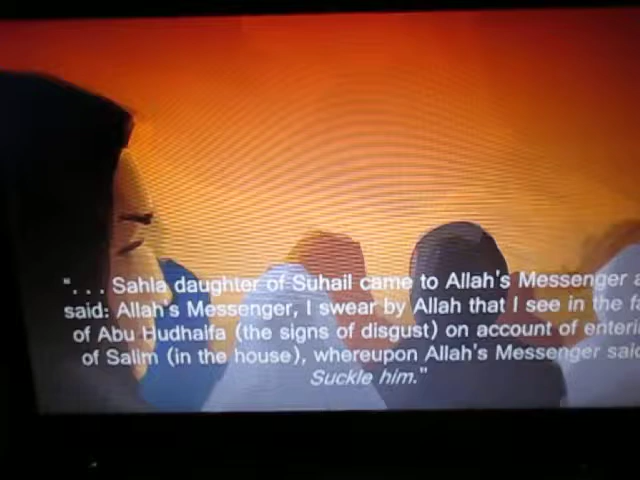 ". . . Sahla daughter of Suhail came to Allah's Messenger a
said: Allah's Messenger, I swear by Allah that I see in the f
of Abu Hudhaifa (the signs of disgust) on account of enteri
of Salim (in the house), whereupon Allah's Messenger said
Suckle him."